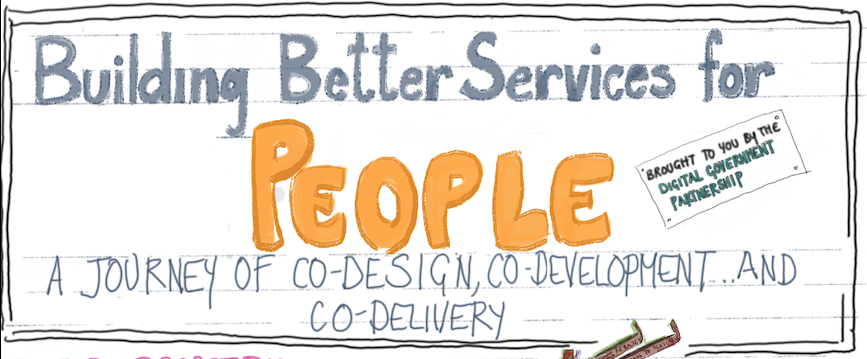 Building Better Services for
PEOPLE
BROUGHT TO YOU BY THE
DIGITAL GOVERNMENT
PARTNERSHIP
A JOURNEY OF CO-DESIGN, CO-DEVELOPMENT...AND
CO-DELIVERY